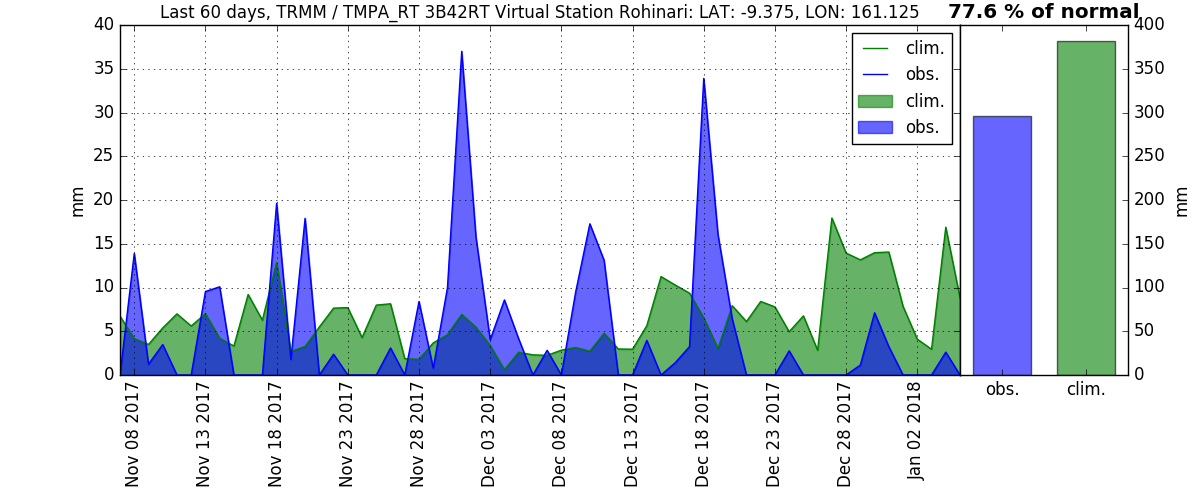 Last 60 days, TRMM / TMPA_RT 3B42RT Virtual Station Rohinari: LAT: -9.375, LON: 161.125
77.6 % of normal
mm
40
35
30
25
20
15
10
5
0
clim.
obs.
clim.
obs.
Nov 08 2017
Nov 13 2017
Nov 18 2017
Nov 23 2017
Nov 28 2017
Dec 03 2017
Dec 08 2017
Dec 13 2017
Dec 18 2017
Dec 23 2017
Dec 28 2017
Jan 02 2018
obs.
clim.
400
350
300
250
200
150
100
50
0
mm